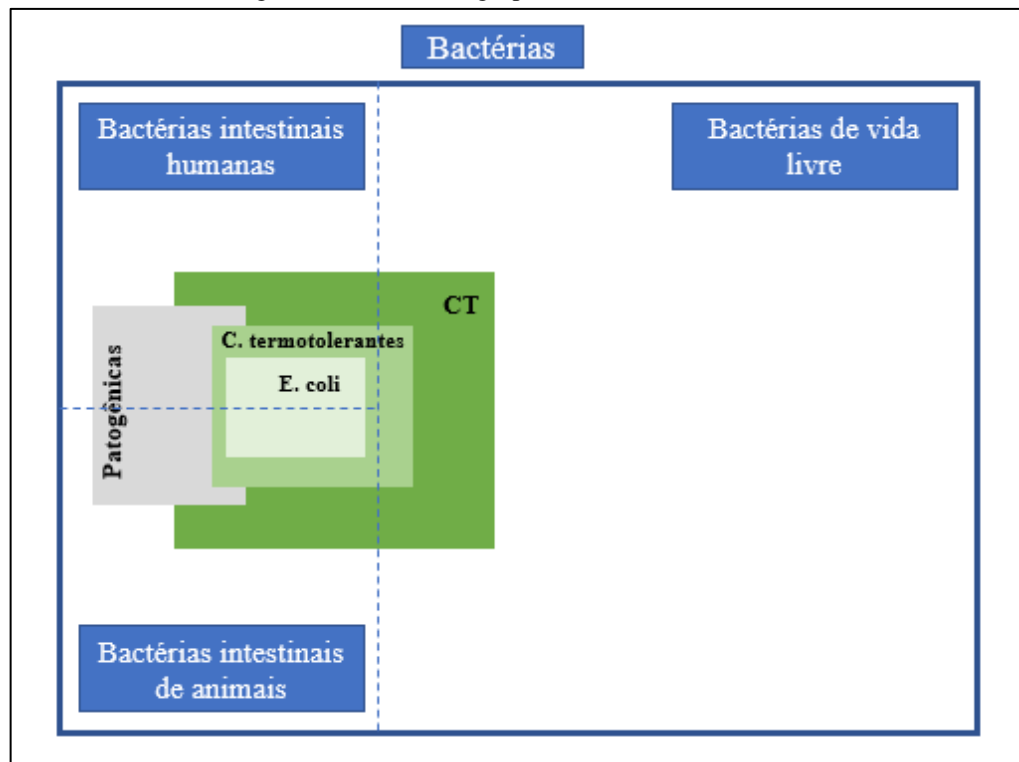 Bactérias
Bactérias intestinais
humanas
Bactérias de vida
livre
CT
C. termotolerantes
E. coli
Patogênicas
Bactérias intestinais
de animais